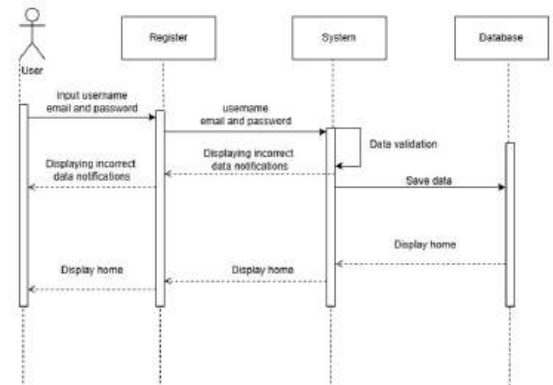 Register
System
Database
User
Input username
email and password
username
email and password
Data validation
Displaying incorrect
data notifications
Displaying incorrect
data notifications
Save data
Display home
Display home
Display home